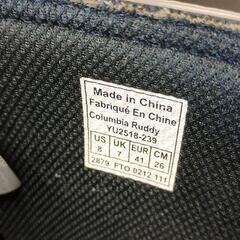 Made in China
Fabriqué En Chine
Columbia Ruddy
YU2518-239
US UK EUR CM
8 7 41 26
2879 FTO 0212 111